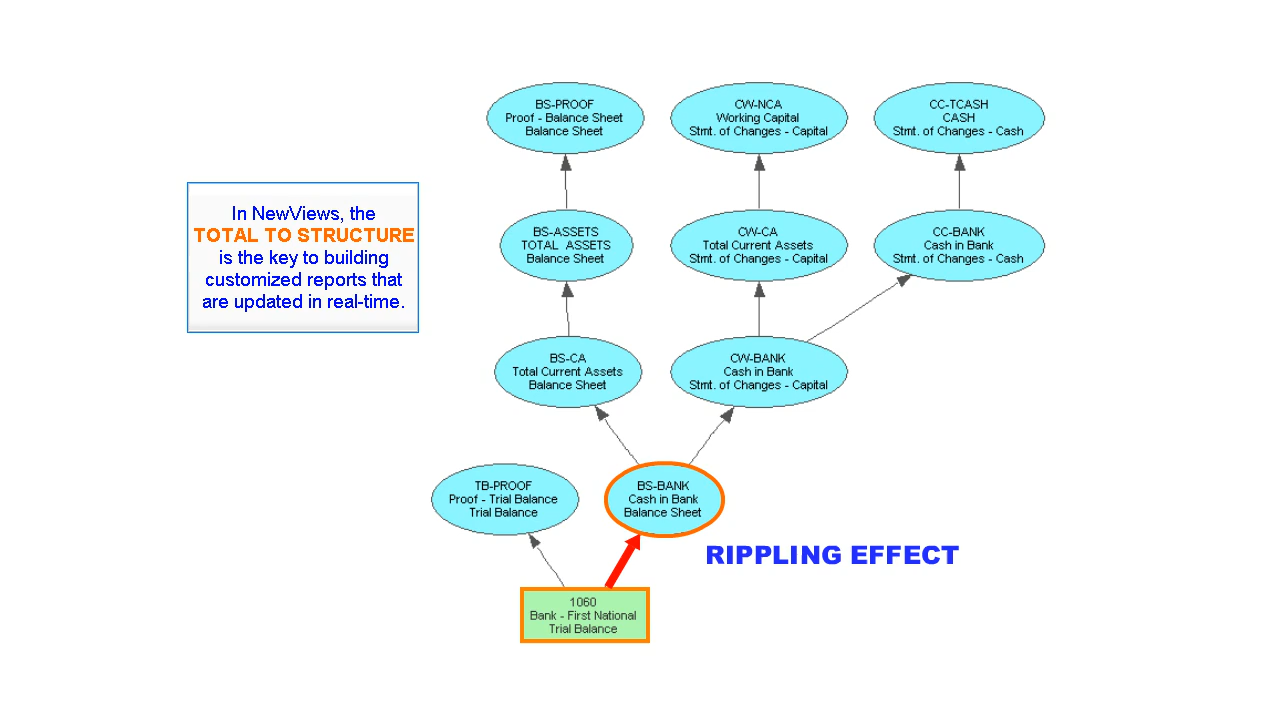 BS-PROOF
Proof - Balance Sheet
Balance Sheet
CW-NCA
Working Capital
Stmt. of Changes - Capital
CC-TCASH
CASH
Stmt. of Changes - Cash
In NewViews, the
TOTAL TO STRUCTURE
is the key to building
customized reports that
are updated in real-time.
BS-ASSETS
TOTAL ASSETS
Balance Sheet
CW-CA
Total Current Assets
Stmt. of Changes - Capital
CC-BANK
Cash in Bank
Stmt. of Changes - Cash
BS-CA
Total Current Assets
Balance Sheet
CW-BANK
Cash in Bank
Stmt. of Changes - Capital
TB-PROOF
Proof - Trial Balance
Trial Balance
BS-BANK
Cash in Bank
Balance Sheet
RIPPLING EFFECT
1060
Bank - First National
Trial Balance